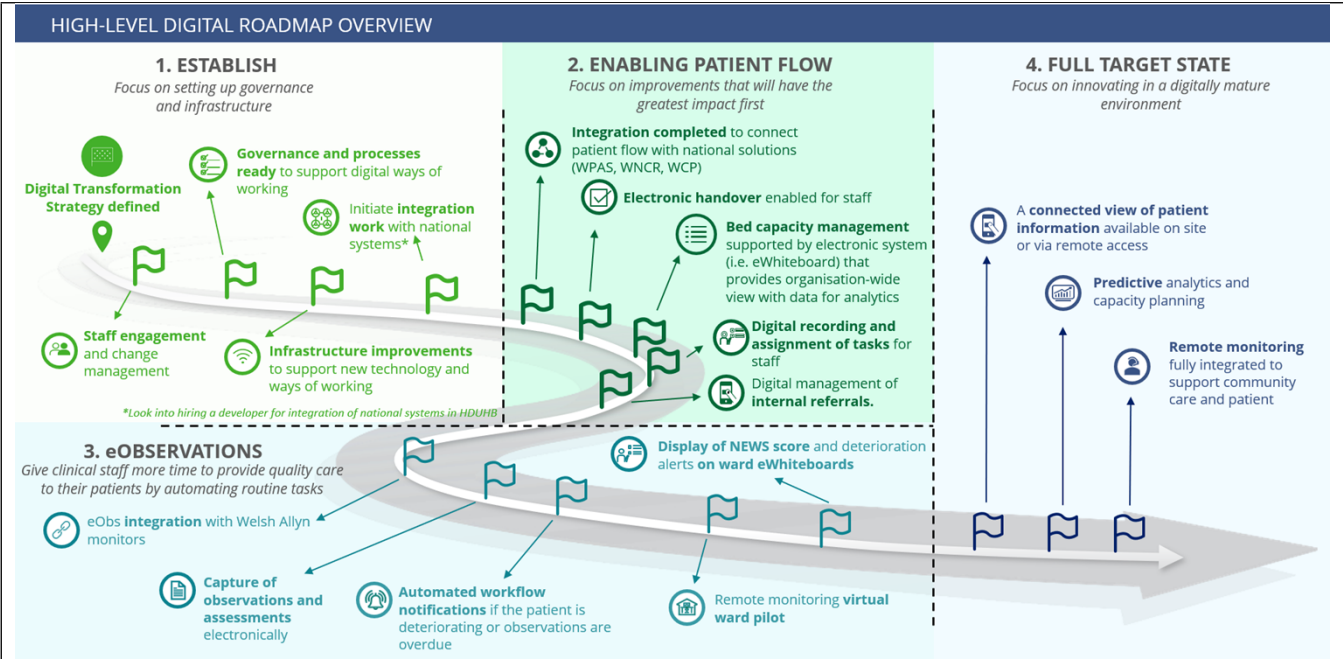 HIGH-LEVEL DIGITAL ROADMAP OVERVIEW
1. ESTABLISH
Focus on setting up governance
and infrastructure
Digital Transformation
Strategy defined
Governance and processes
ready to support digital ways of
working
Initiate integration
work with national
systems*
Staff engagement
and change
management
Infrastructure improvements
to support new technology and
ways of working
*Look into hiring a developer for integration of national systems in HDUHB
2. ENABLING PATIENT FLOW
Focus on improvements that will have the
greatest impact first
Integration completed to connect
patient flow with national solutions
(WPAS, WNCR, WCP)
Electronic handover enabled for staff
Bed capacity management
supported by electronic system
(i.e. eWhiteboard) that
provides organisation-wide
view with data for analytics
Digital recording and
assignment of tasks for
staff
Digital management of
internal referrals.
3. eOBSERVATIONS
Give clinical staff more time to provide quality care
to their patients by automating routine tasks
eObs integration with Welsh Allyn
monitors
Capture of
observations and
assessments
electronically
Automated workflow
notifications if the patient is
deteriorating or observations are
overdue
Remote monitoring virtual
ward pilot
Display of NEWS score and deterioration
alerts on ward eWhiteboards
4. FULL TARGET STATE
Focus on innovating in a digitally mature
environment
A connected view of patient
information available on site
or via remote access
Predictive analytics and
capacity planning
Remote monitoring
fully integrated to
support community
care and patient